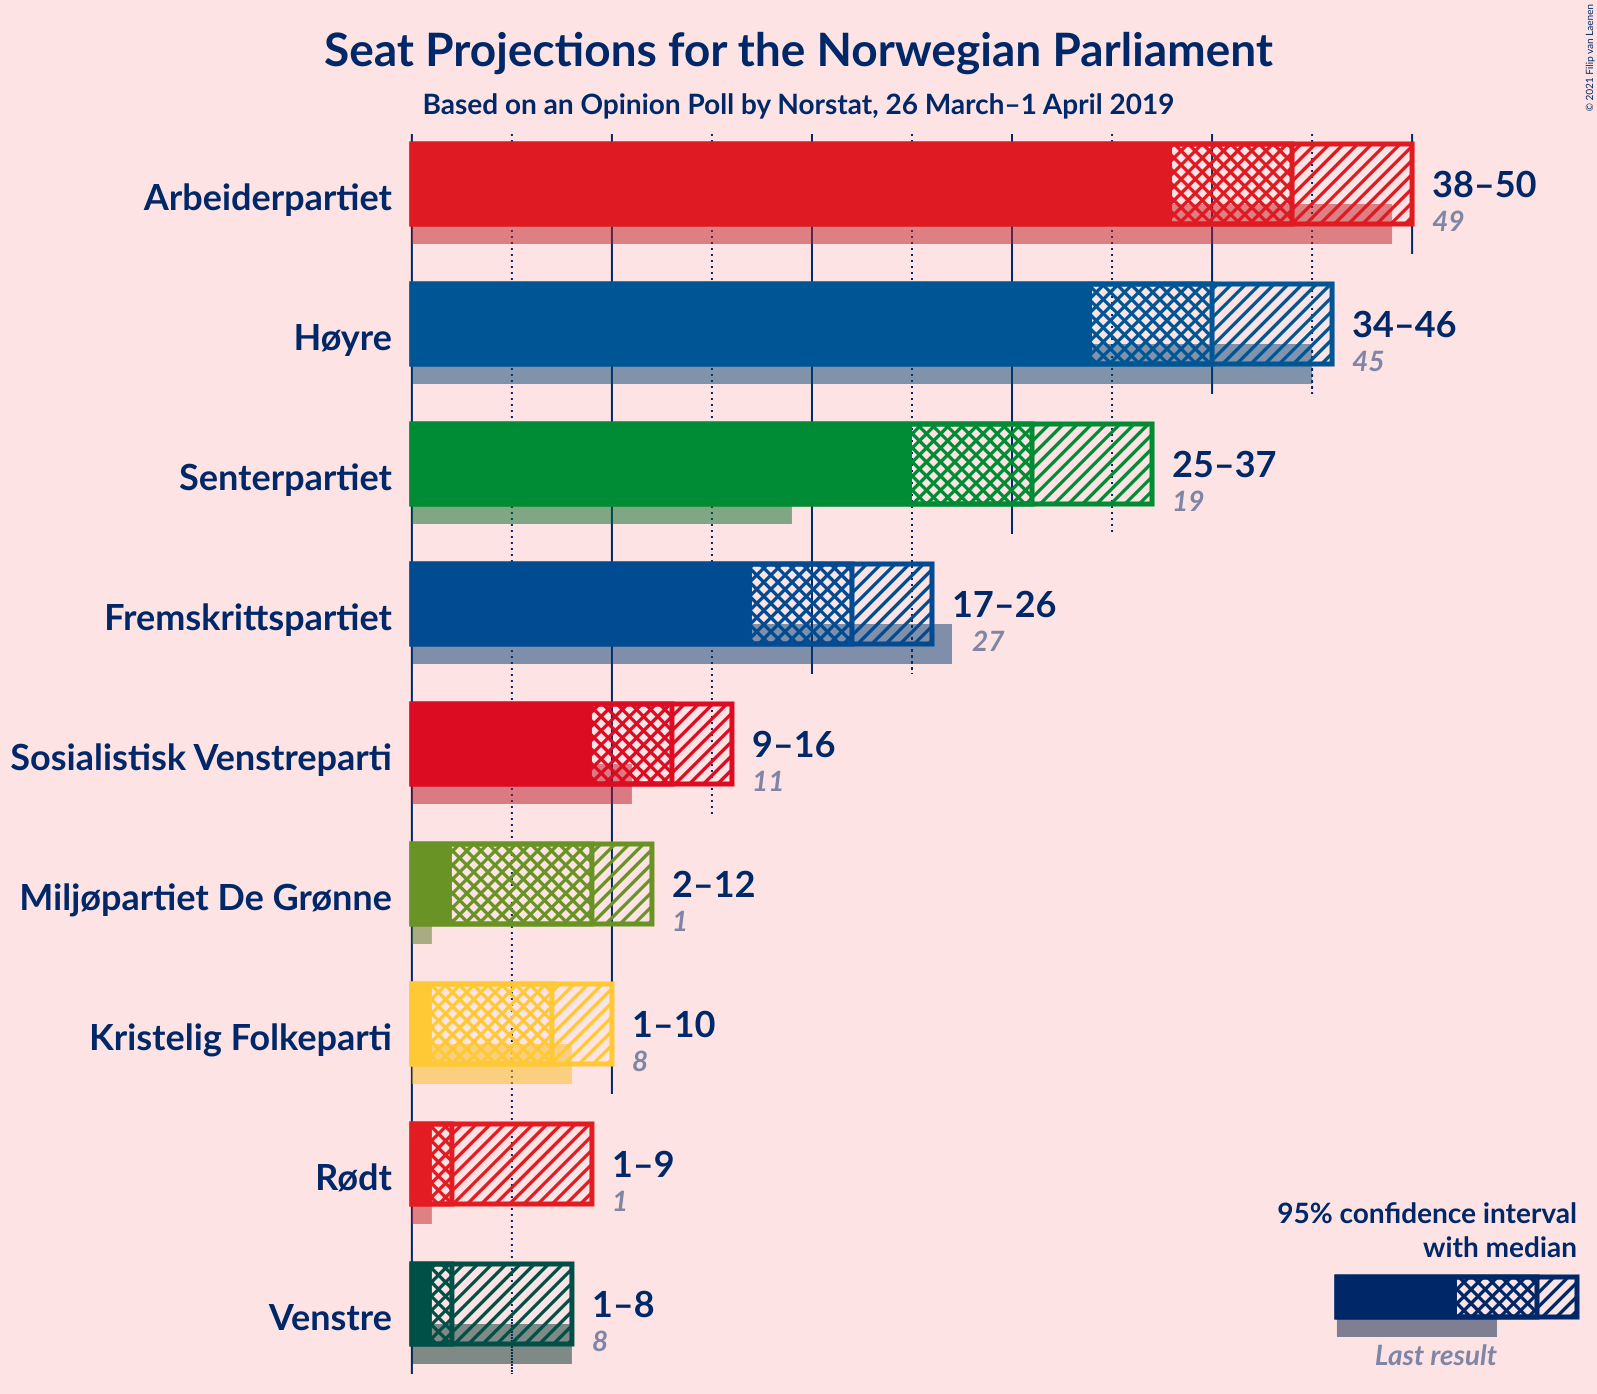 Seat Projections for the Norwegian Parliament
Based on an Opinion Poll by Norstat, 26 March–1 April 2019
© 2021 Filip van Laenen
Arbeiderpartiet
38–50
49
Høyre
34–46
45
Senterpartiet
25–37
19
Fremskrittspartiet
17–26
27
Sosialistisk Venstreparti
9–16
11
Miljøpartiet De Grønne
2–12
1
Kristelig Folkeparti
1–10
8
Rødt
1–9
1
Venstre
1–8
8
95% confidence interval
with median
Last result